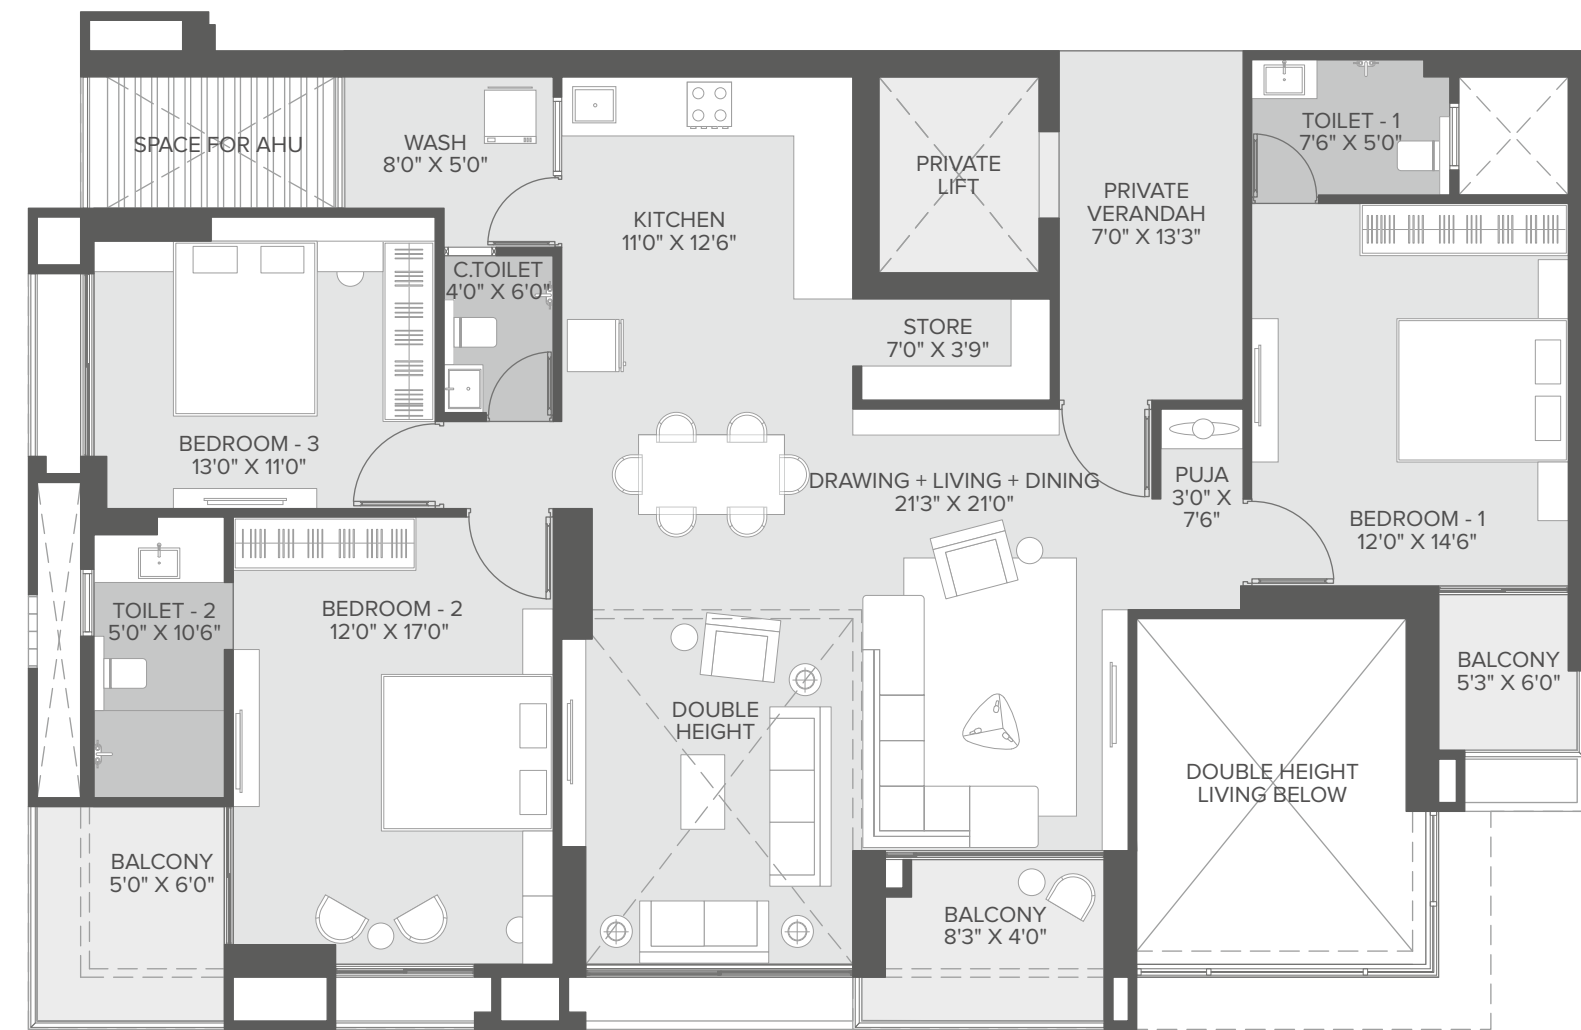 SPACE FOR AHU
WASH
8'0" X 5'0"
KITCHEN
11'0" X 12'6"
PRIVATE
LIFT
PRIVATE
VERANDAH
7'0" X 13'3"
TOILET - 1
7'6" X 5'0"
C.TOILET
4'0" X 6'0"
STORE
7'0" X 3'9"
BEDROOM - 3
13'0" X 11'0"
DRAWING + LIVING + DINING
21'3" X 21'0"
PUJA
3'0" X
7'6"
BEDROOM - 1
12'0" X 14'6"
TOILET - 2
5'0" X 10'6"
BEDROOM - 2
12'0" X 17'0"
DOUBLE
HEIGHT
BALCONY
5'3" X 6'0"
DOUBLE HEIGHT
LIVING BELOW
BALCONY
5'0" X 6'0"
BALCONY
8'3" X 4'0"